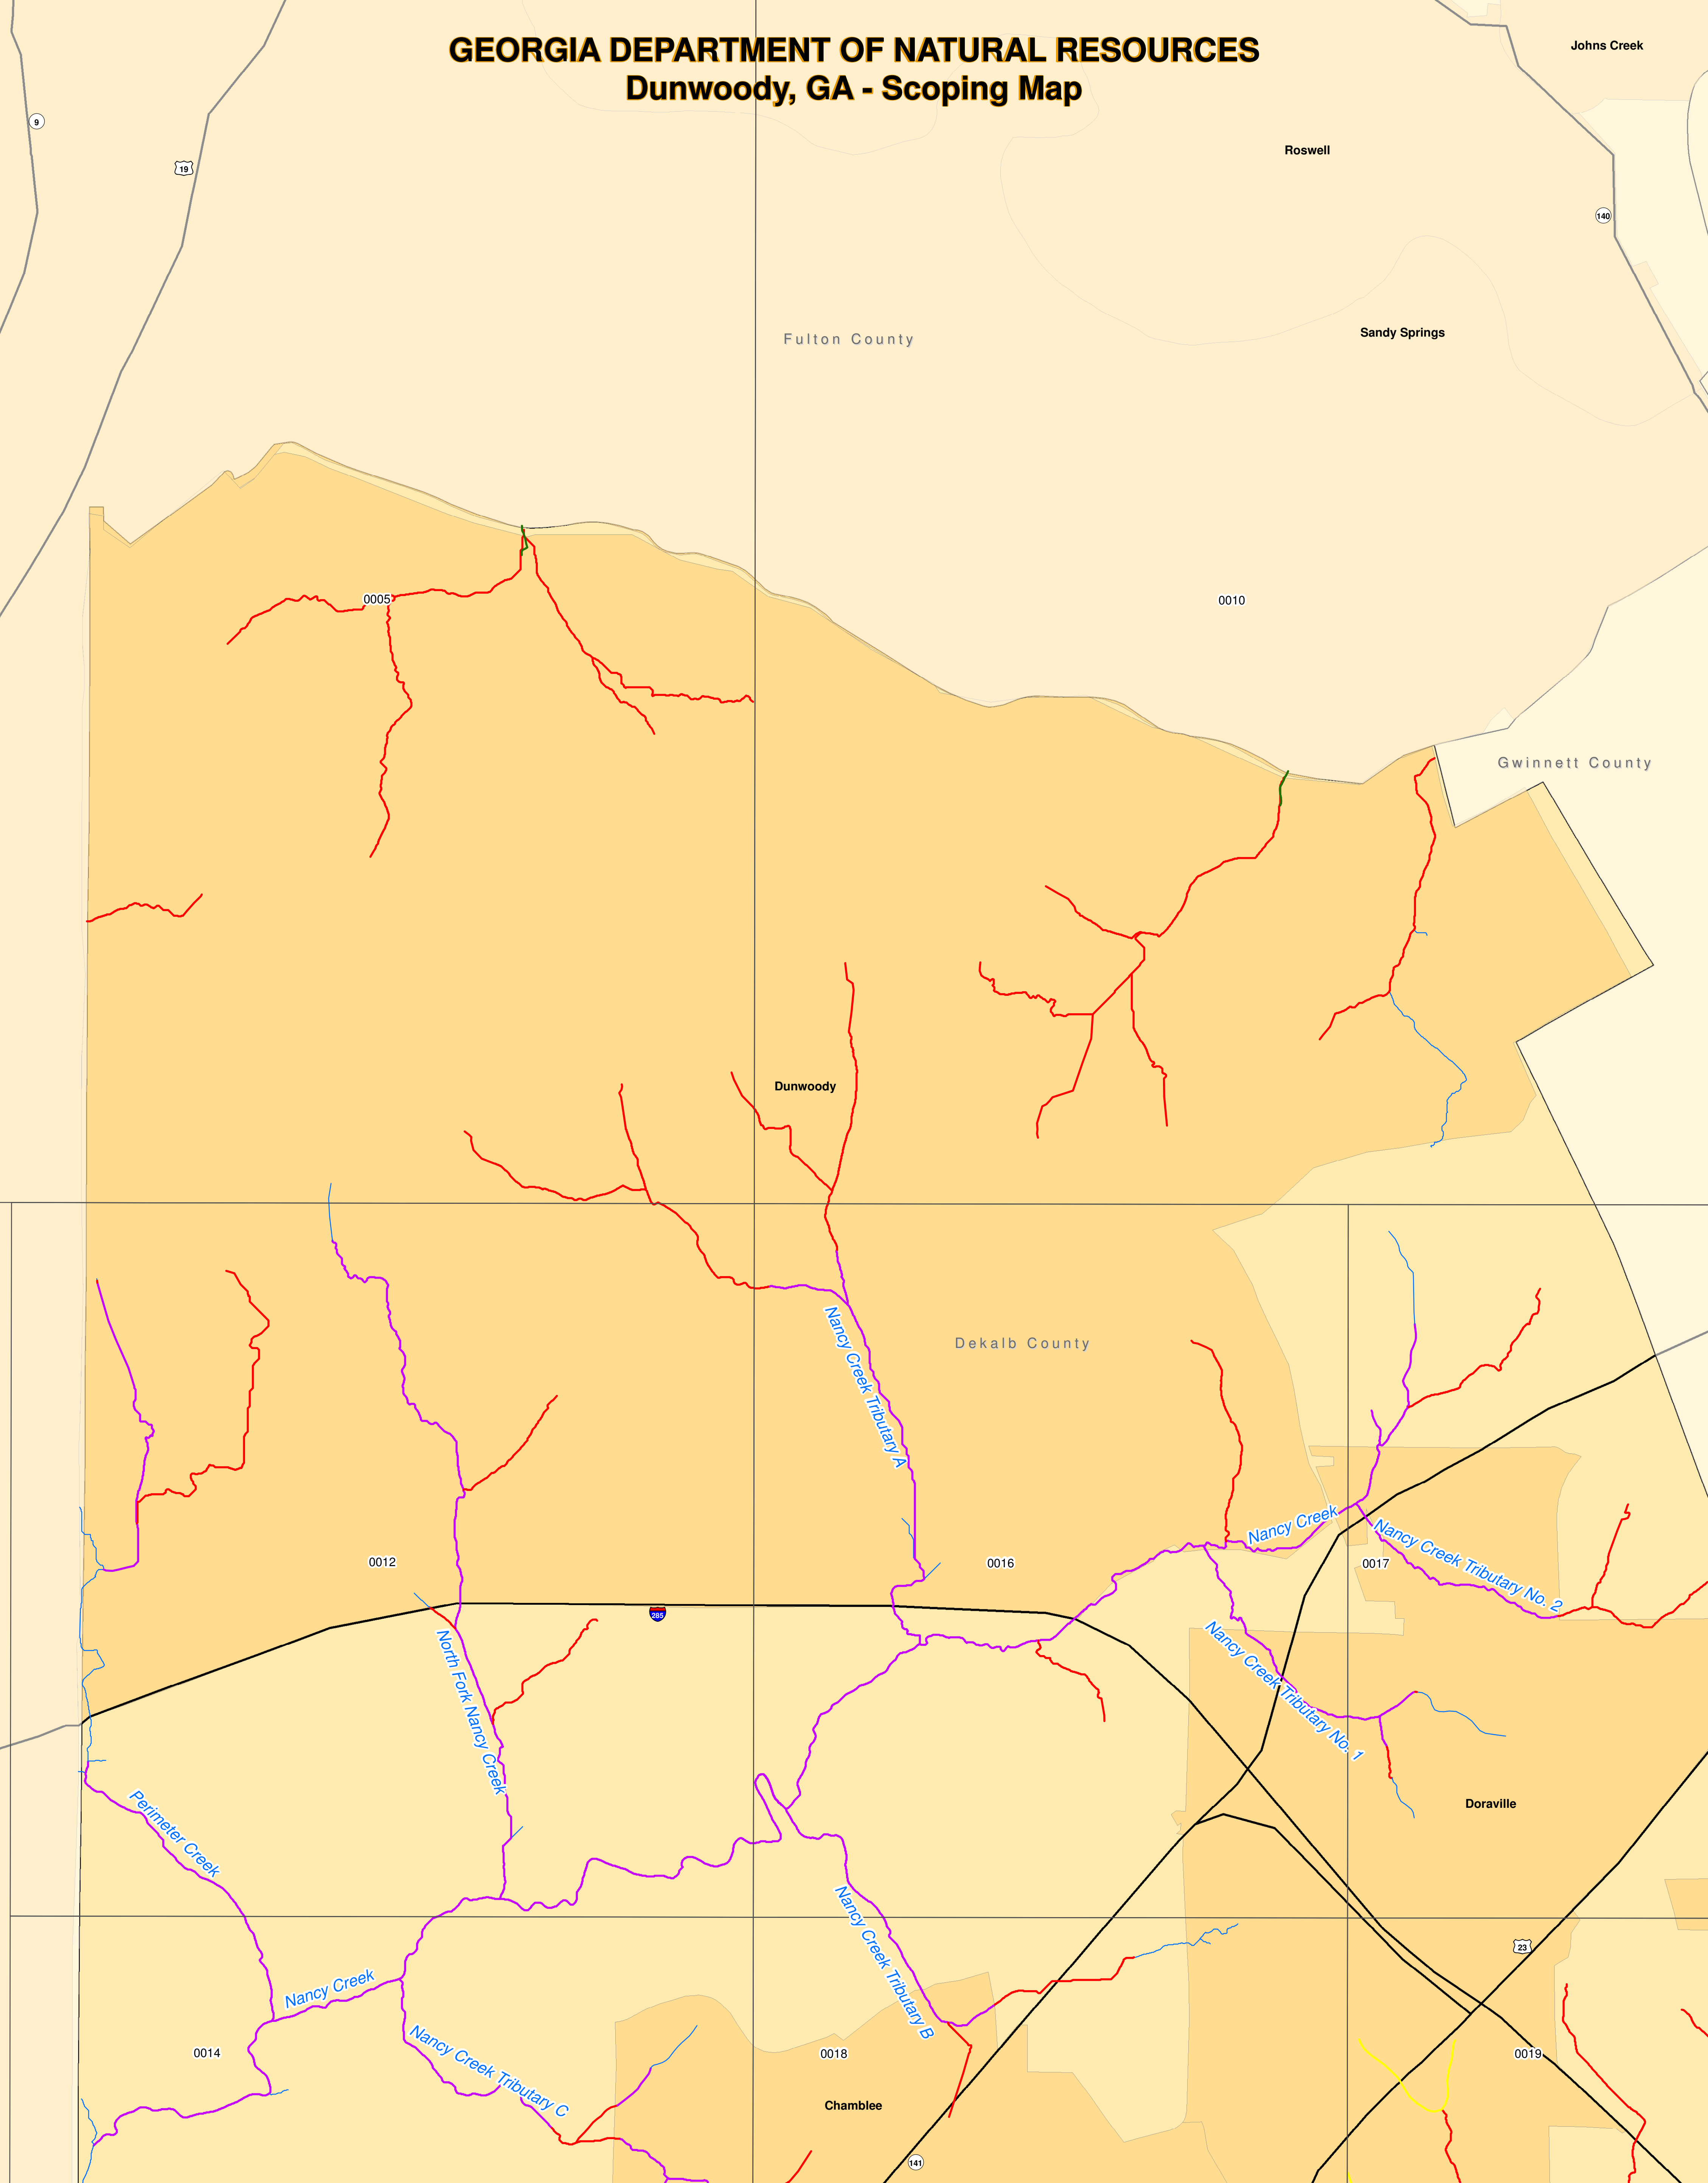 GEORGIA DEPARTMENT OF NATURAL RESOURCES
Dunwoody, GA - Scoping Map
Johns Creek
9
Roswell
19
140
Sandy Springs
Fulton County
0005
0010
Gwinnett County
Dunwoody
Nancy Creek Tributary A
Dekalb County
Nancy Creek
Nancy Creek Tributary No. 2
0012
0016
0017
285
North Fork Nancy Creek
Nancy Creek Tributary No. 1
Perimeter Creek
Doraville
Nancy Creek Tributary B
23
Nancy Creek
Nancy Creek Tributary C
0014
0018
0019
Chamblee
141